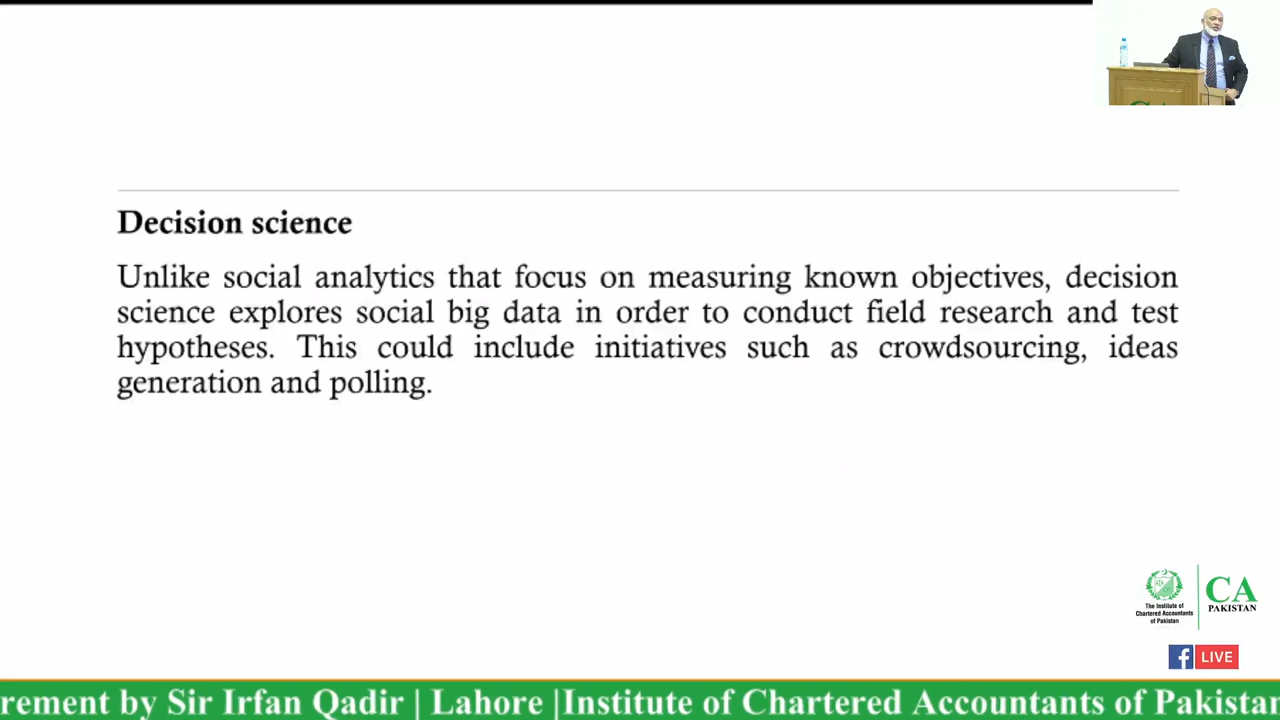 Decision science
Unlike social analytics that focus on measuring known objectives, decision
science explores social big data in order to conduct field research and test
hypotheses. This could include initiatives such as crowdsourcing, ideas
generation and polling.
The Institute of
Chartered Accountants
of Pakistan
CA
PAKISTAN
f LIVE
rement by Sir Irfan Qadir | Lahore |Institute of Chartered Accountants of Pakistan